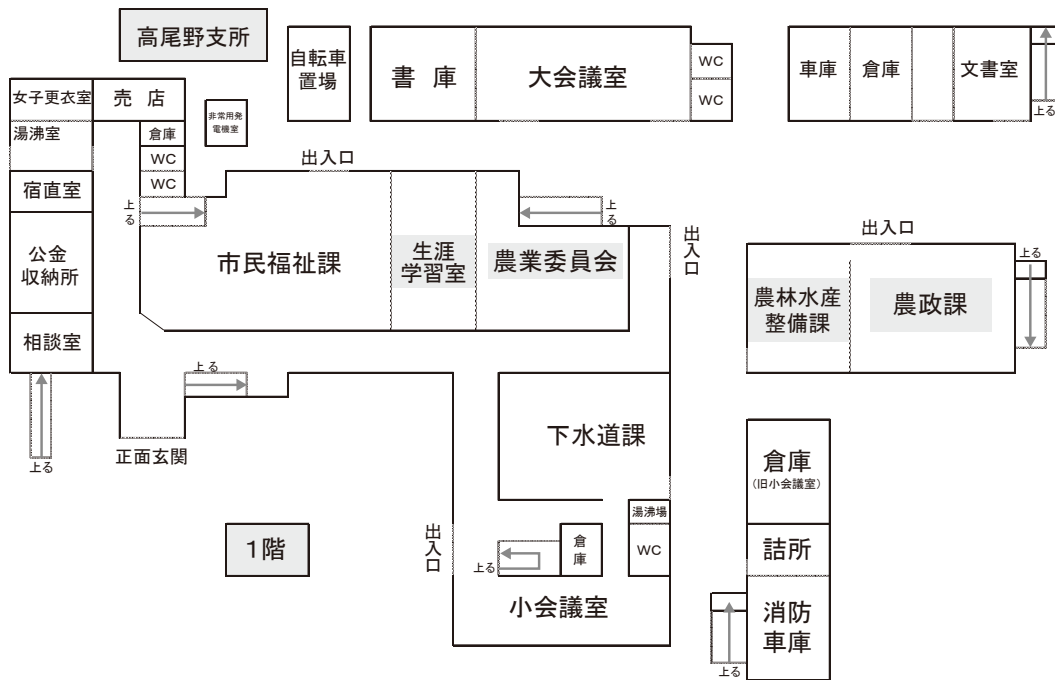 高尾野支所
自転車
置場
書庫
大会議室
WC
WC
車庫
倉庫
文書室
上る
女子更衣室
売店
非常用発
電機室
湯沸室
倉庫
WC
WC
宿直室
出入口
上る
上る
公金
収納所
市民福祉課
生涯
学習室
農業委員会
出入口
出入口
農林水産
整備課
農政課
上る
相談室
上る
上る
正面玄関
下水道課
倉庫
(旧小会議室)
1階
出入口
湯沸場
倉庫
WC
上る
詰所
小会議室
消防
車庫
上る